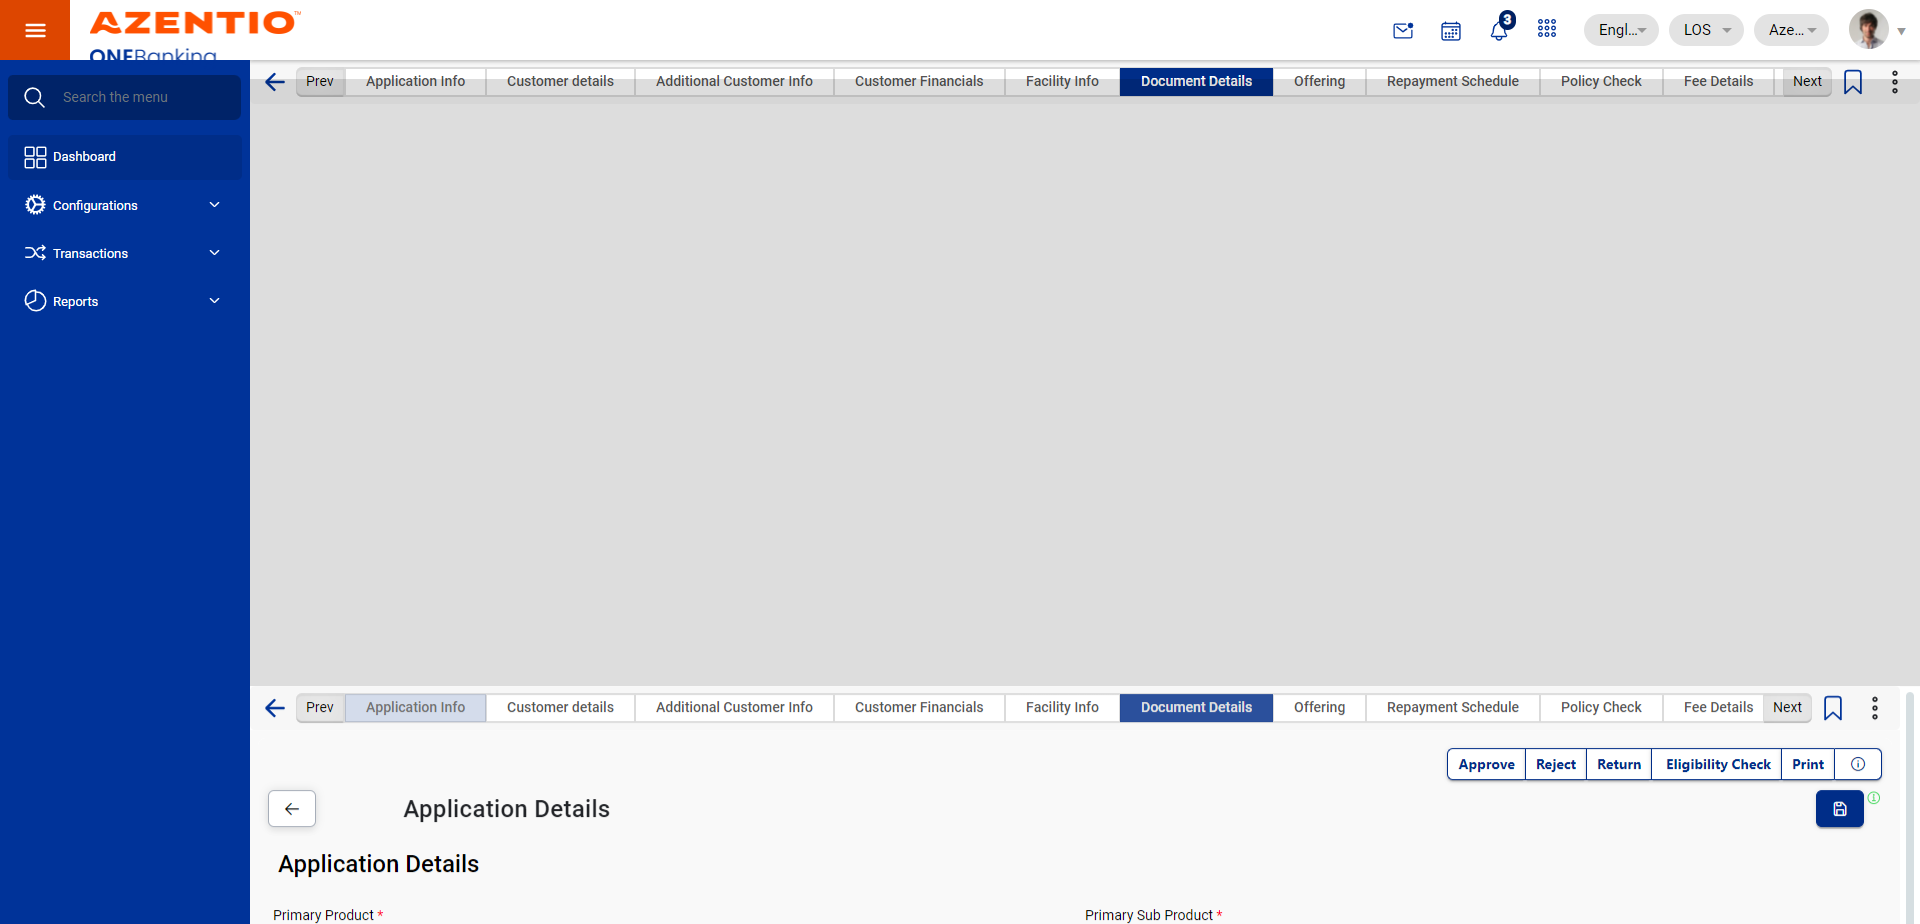 AZENTIO™
ONEBanking
3
Engl...
LOS
Aze...
Search the menu
Dashboard
Configurations
Transactions
Reports
Prev
Application Info
Customer details
Additional Customer Info
Customer Financials
Facility Info
Document Details
Offering
Repayment Schedule
Policy Check
Fee Details
Next
Prev
Application Info
Customer details
Additional Customer Info
Customer Financials
Facility Info
Document Details
Offering
Repayment Schedule
Policy Check
Fee Details
Next
Approve
Reject
Return
Eligibility Check
Print
Application Details
Application Details
Primary Product *
Primary Sub Product *